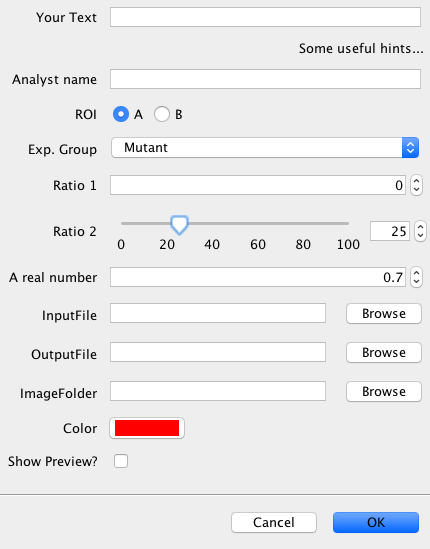 Your Text
Some useful hints...
Analyst name
ROI A B
Exp. Group Mutant
Ratio 1 0
Ratio 2 25
0 20 40 60 80 100
A real number 0.7
InputFile Browse
OutputFile Browse
ImageFolder Browse
Color
Show Preview?
Cancel OK